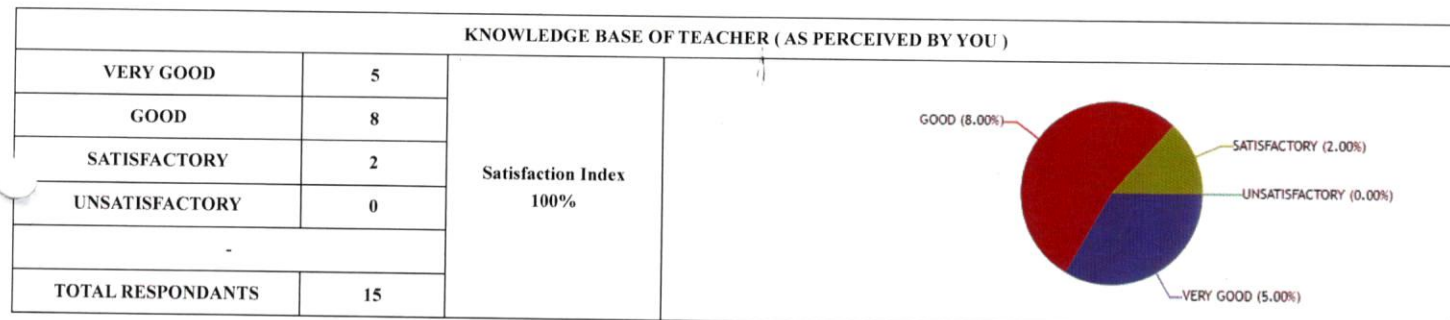 KNOWLEDGE BASE OF TEACHER ( AS PERCEIVED BY YOU )
VERY GOOD 5
GOOD 8
SATISFACTORY 2
UNSATISFACTORY 0
-
TOTAL RESPONDANTS 15
Satisfaction Index
100%
GOOD (8.00%)
SATISFACTORY (2.00%)
UNSATISFACTORY (0.00%)
VERY GOOD (5.00%)